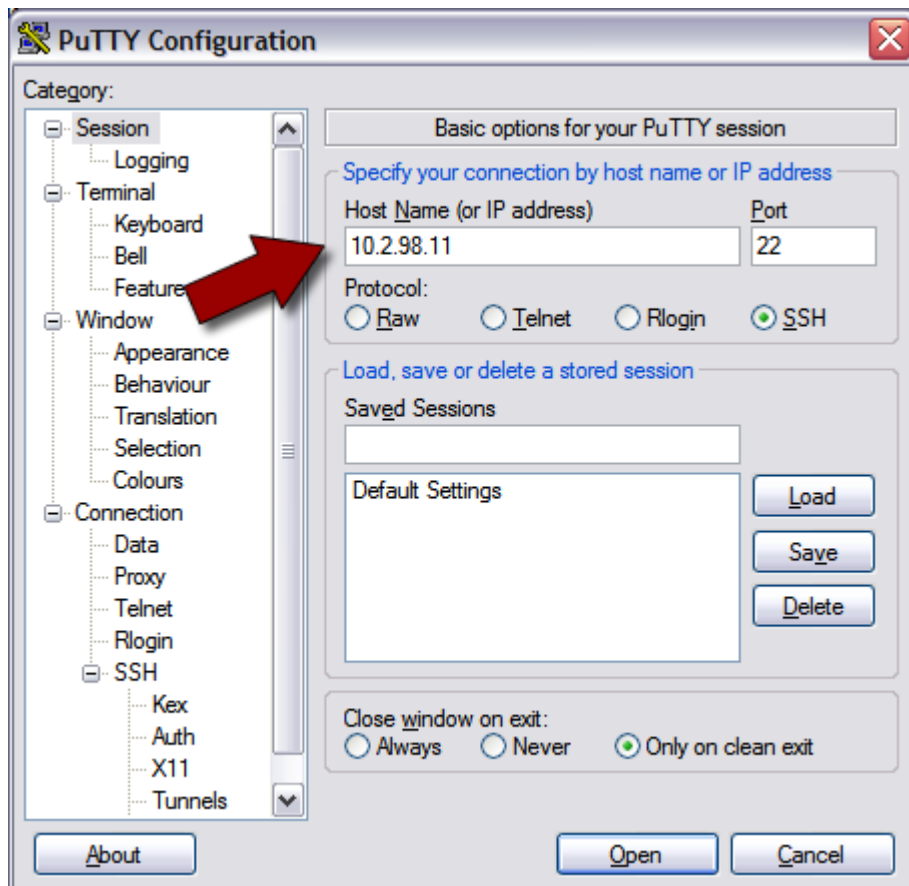 PuTTY Configuration
Category:
Session
Logging
Terminal
Keyboard
Bell
Window
Appearance
Behaviour
Translation
Selection
Colours
Connection
Data
Proxy
Telnet
Rlogin
SSH
Kex
Auth
X11
Tunnels
Basic options for your PuTTY session
Specify your connection by host name or IP address
Host Name (or IP address) Port
10.2.98.11 22
Protocol:
Raw Telnet Rlogin SSH
Load, save or delete a stored session
Saved Sessions
Default Settings
Load
Save
Delete
Close window on exit:
Always Never Only on clean exit
About Open Cancel